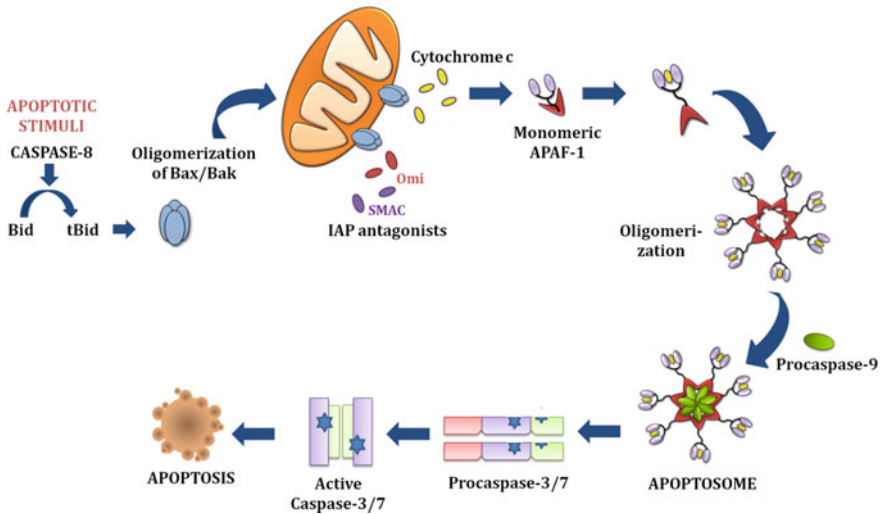 APOPTOTIC
STIMULI
CASPASE-8
Bid
tBid
Oligomerization
of Bax/Bak
Cytochrome c
Omi
SMAC
IAP antagonists
Monomeric
APAF-1
Oligomeri-
zation
Procaspase-9
APOPTOSOME
Procaspase-3/7
Active
Caspase-3/7
APOPTOSIS